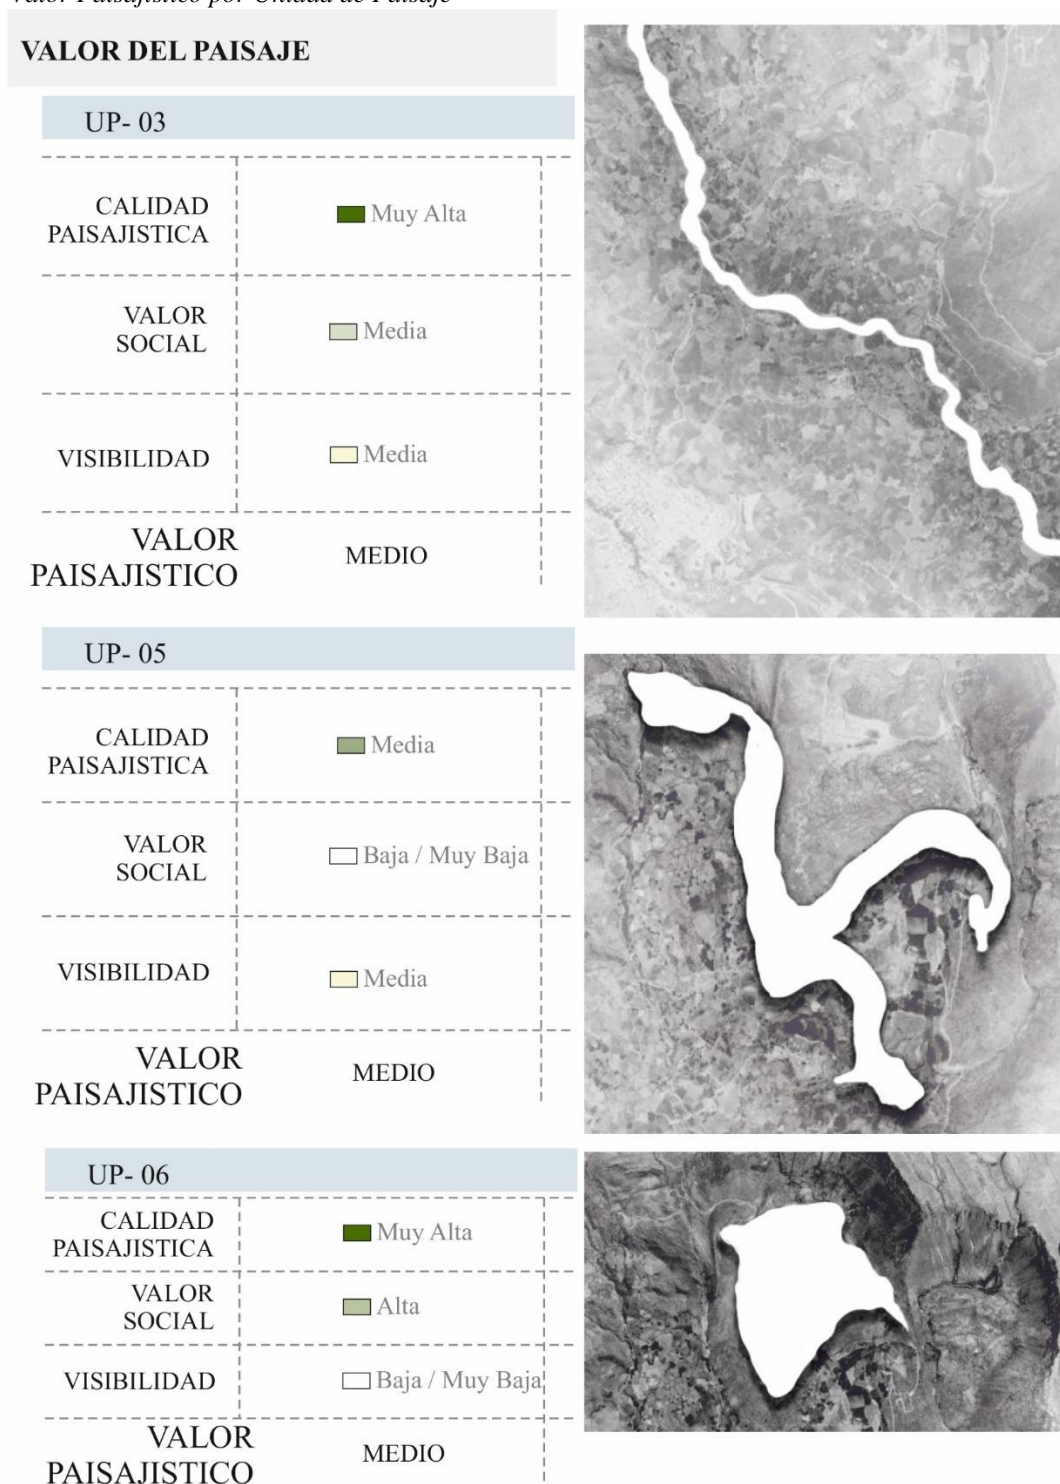 Valor Paisajístico por Unidad de Paisaje
VALOR DEL PAISAJE
UP- 03
CALIDAD
PAISAJISTICA
Muy Alta
VALOR
SOCIAL
Media
VISIBILIDAD
Media
VALOR
PAISAJISTICO
MEDIO
UP- 05
CALIDAD
PAISAJISTICA
Media
VALOR
SOCIAL
Baja / Muy Baja
VISIBILIDAD
Media
VALOR
PAISAJISTICO
MEDIO
UP- 06
CALIDAD
PAISAJISTICA
Muy Alta
VALOR
SOCIAL
Alta
VISIBILIDAD
Baja / Muy Baja
VALOR
PAISAJISTICO
MEDIO